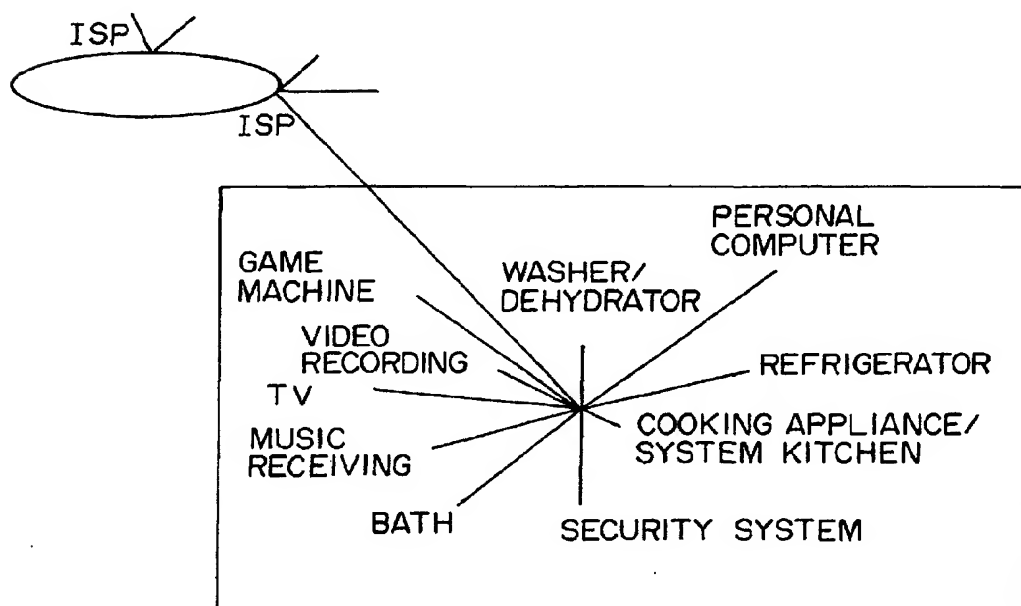 ISP
ISP
PERSONAL
COMPUTER
GAME
MACHINE
WASHER/
DEHYDRATOR
VIDEO
RECORDING
REFRIGERATOR
TV
COOKING APPLIANCE/
SYSTEM KITCHEN
MUSIC
RECEIVING
BATH
SECURITY SYSTEM